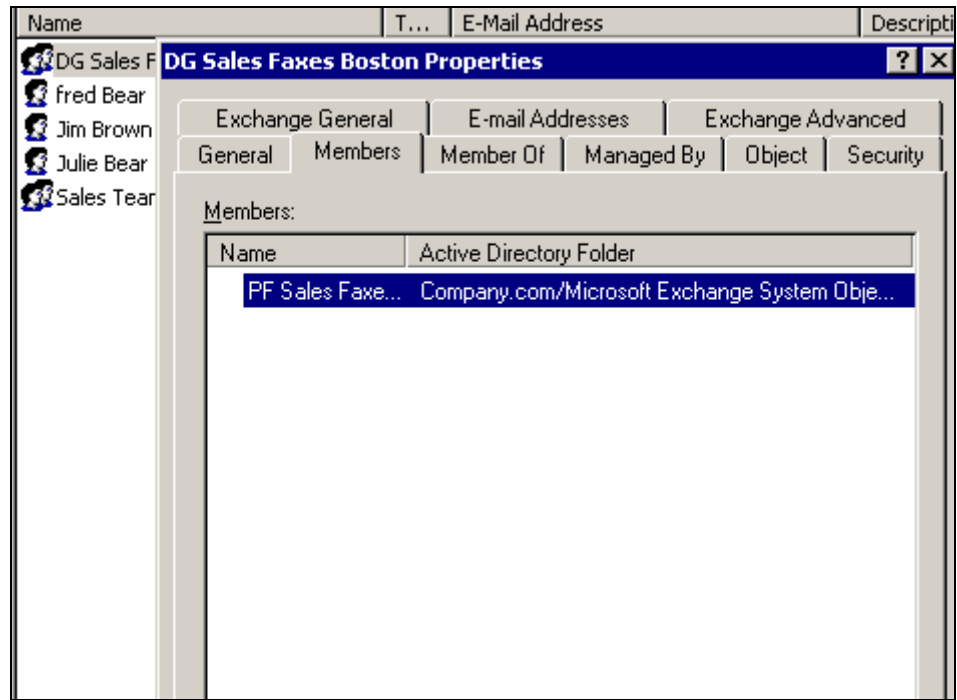 Name T... E-Mail Address Descripti
DG Sales F
fred Bear
Jim Brown
Julie Bear
Sales Tear
DG Sales Faxes Boston Properties ? X
Exchange General E-mail Addresses Exchange Advanced
General Members Member Of Managed By Object Security
Members:
Name Active Directory Folder
PF Sales Faxe... Company.com/Microsoft Exchange System Obje...